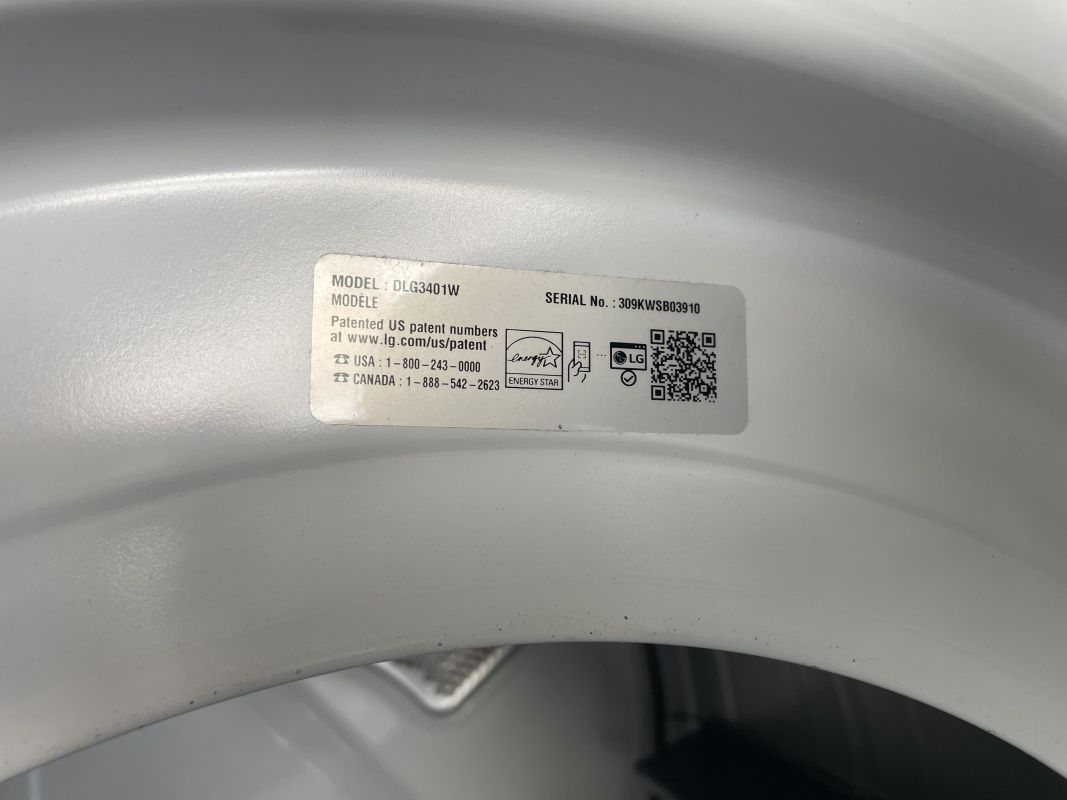 MODEL : DLG3401W
MODÈLE
SERIAL No. : 309KWSB03910
Patented US patent numbers
at www.lg.com/us/patent
☎ USA : 1-800-243-0000
☎ CANADA : 1-888-542-2623
energy
ENERGY STAR
LG